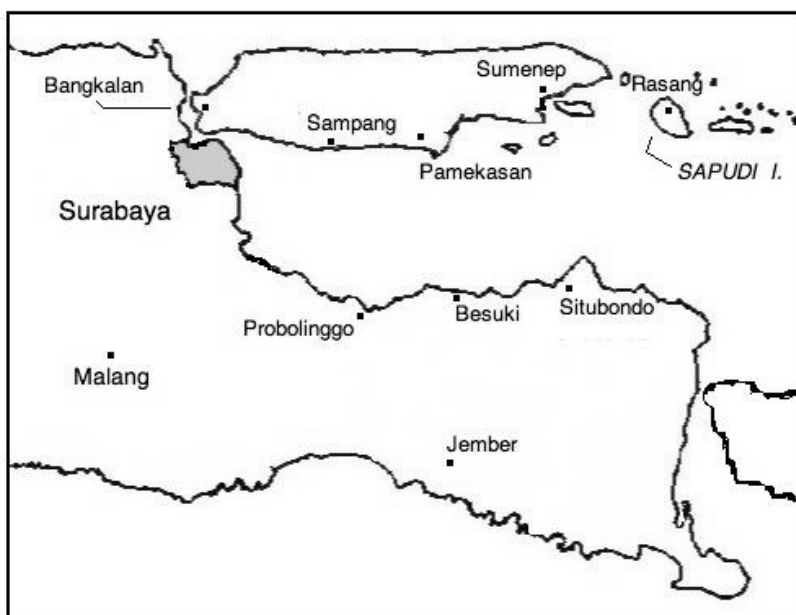 Sumenep
Rasang
Bangkalan
Sampang
Pamekasan
SAPUDI I.
Surabaya
Probolinggo
Besuki
Situbondo
Malang
Jember